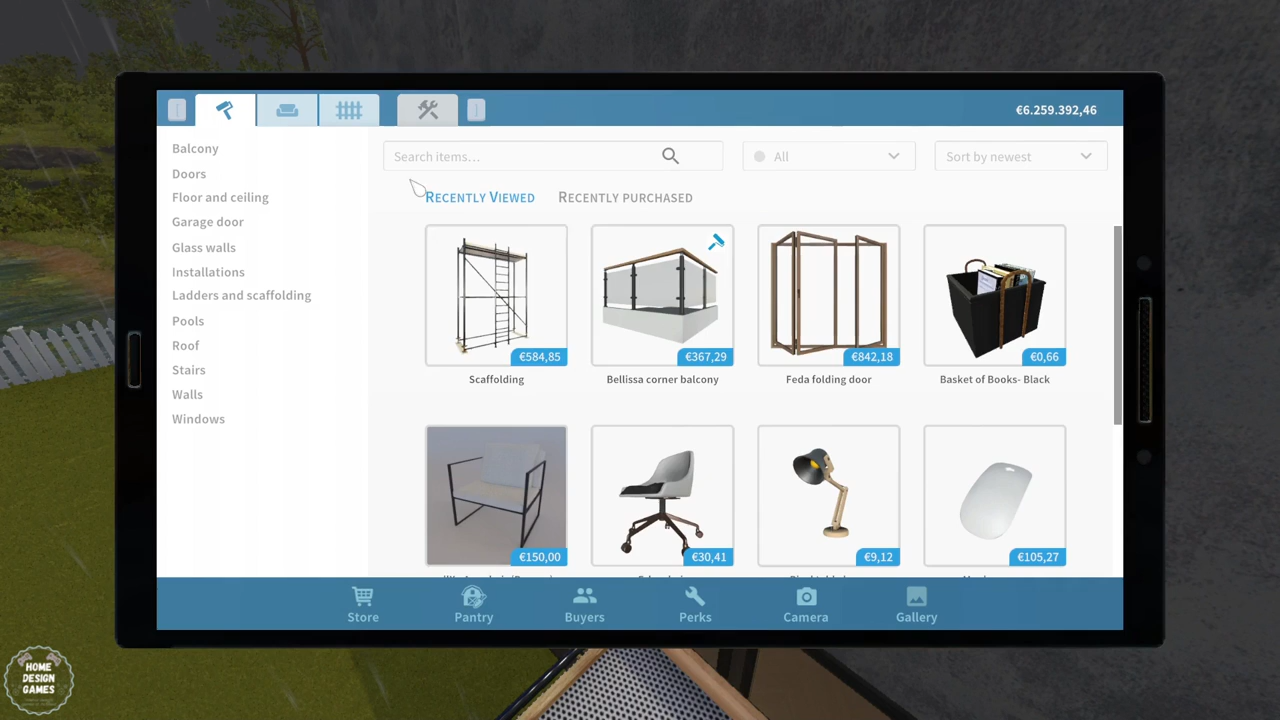 €6.259.392,46
Search items...
All
Sort by newest
Balcony
Doors
Floor and ceiling
Garage door
Glass walls
Installations
Ladders and scaffolding
Pools
Roof
Stairs
Walls
Windows
RECENTLY VIEWED
RECENTLY PURCHASED
€584,85
€367,29
€842,18
€0,66
Scaffolding
Bellissa corner balcony
Feda folding door
Basket of Books- Black
€150,00
€30,41
€9,12
€105,27
Store
Pantry
Buyers
Perks
Camera
Gallery
HOME
DESIGN
GAMES